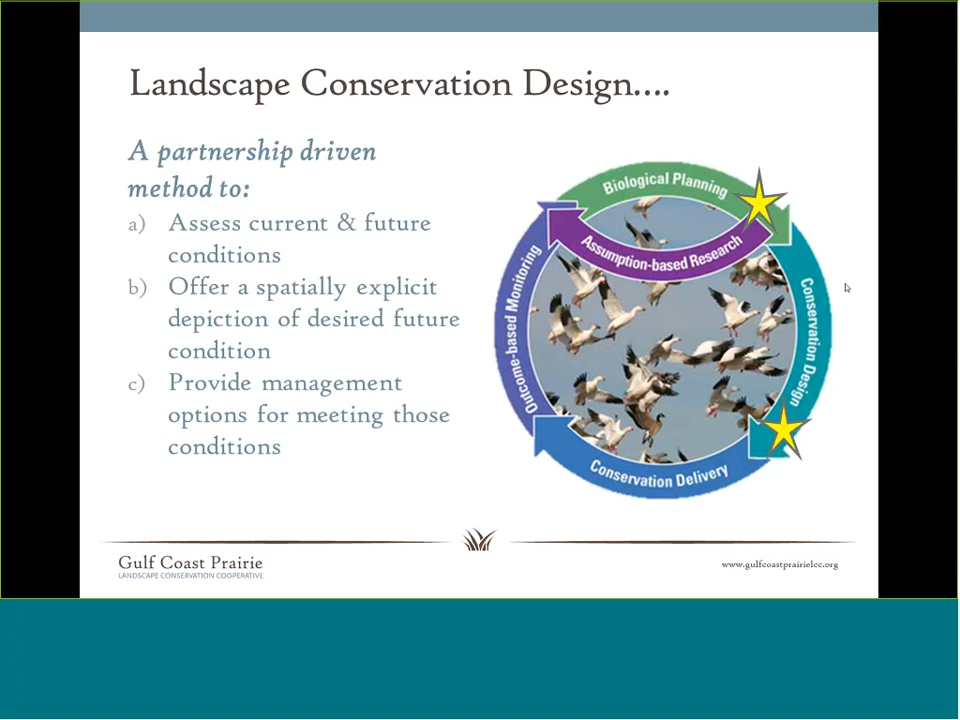 Landscape Conservation Design....
A partnership driven
method to:
a) Assess current & future
conditions
b) Offer a spatially explicit
depiction of desired future
condition
c) Provide management
options for meeting those
conditions
Biological Planning
Assumption-based Research
Conservation Design
Outcome-based Monitoring
Conservation Delivery
Gulf Coast Prairie
LANDSCAPE CONSERVATION COOPERATIVE
www.gulfcoastprairielcc.org